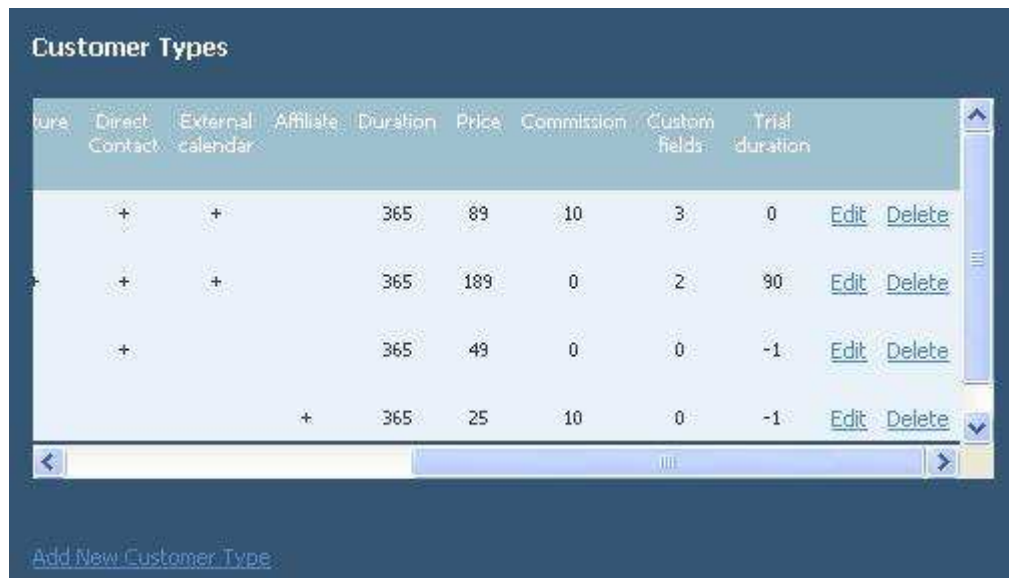 Customer Types
ture Direct Contact External calendar Affiliate Duration Price Commission Custom fields Trial duration
+ + 365 89 10 3 0 Edit Delete
+ + + 365 189 0 2 90 Edit Delete
+ 365 49 0 0 -1 Edit Delete
+ 365 25 10 0 -1 Edit Delete
Add New Customer Type